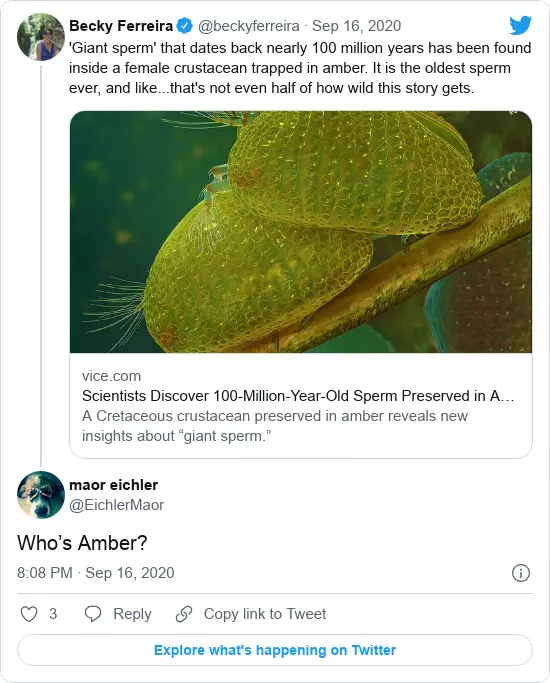 Becky Ferreira @beckyferreira · Sep 16, 2020
'Giant sperm' that dates back nearly 100 million years has been found
inside a female crustacean trapped in amber. It is the oldest sperm
ever, and like...that's not even half of how wild this story gets.
vice.com
Scientists Discover 100-Million-Year-Old Sperm Preserved in A…
A Cretaceous crustacean preserved in amber reveals new
insights about “giant sperm.”
maor eichler
@EichlerMaor
Who’s Amber?
8:08 PM · Sep 16, 2020
3 Reply Copy link to Tweet
Explore what's happening on Twitter